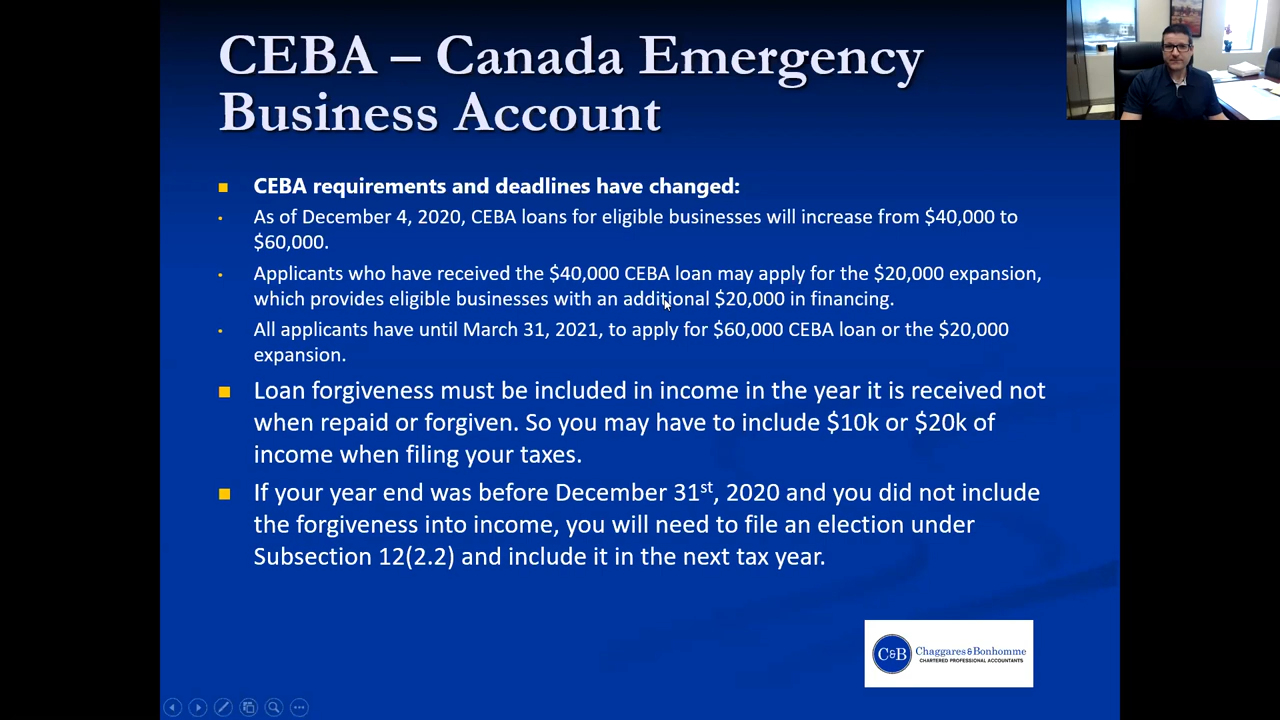 CEBA – Canada Emergency
Business Account
CEBA requirements and deadlines have changed:
As of December 4, 2020, CEBA loans for eligible businesses will increase from $40,000 to
$60,000.
Applicants who have received the $40,000 CEBA loan may apply for the $20,000 expansion,
which provides eligible businesses with an additional $20,000 in financing.
All applicants have until March 31, 2021, to apply for $60,000 CEBA loan or the $20,000
expansion.
Loan forgiveness must be included in income in the year it is received not
when repaid or forgiven. So you may have to include $10k or $20k of
income when filing your taxes.
If your year end was before December 31st, 2020 and you did not include
the forgiveness into income, you will need to file an election under
Subsection 12(2.2) and include it in the next tax year.
C&B
Chaggares & Bonhomme
CHARTERED PROFESSIONAL ACCOUNTANTS